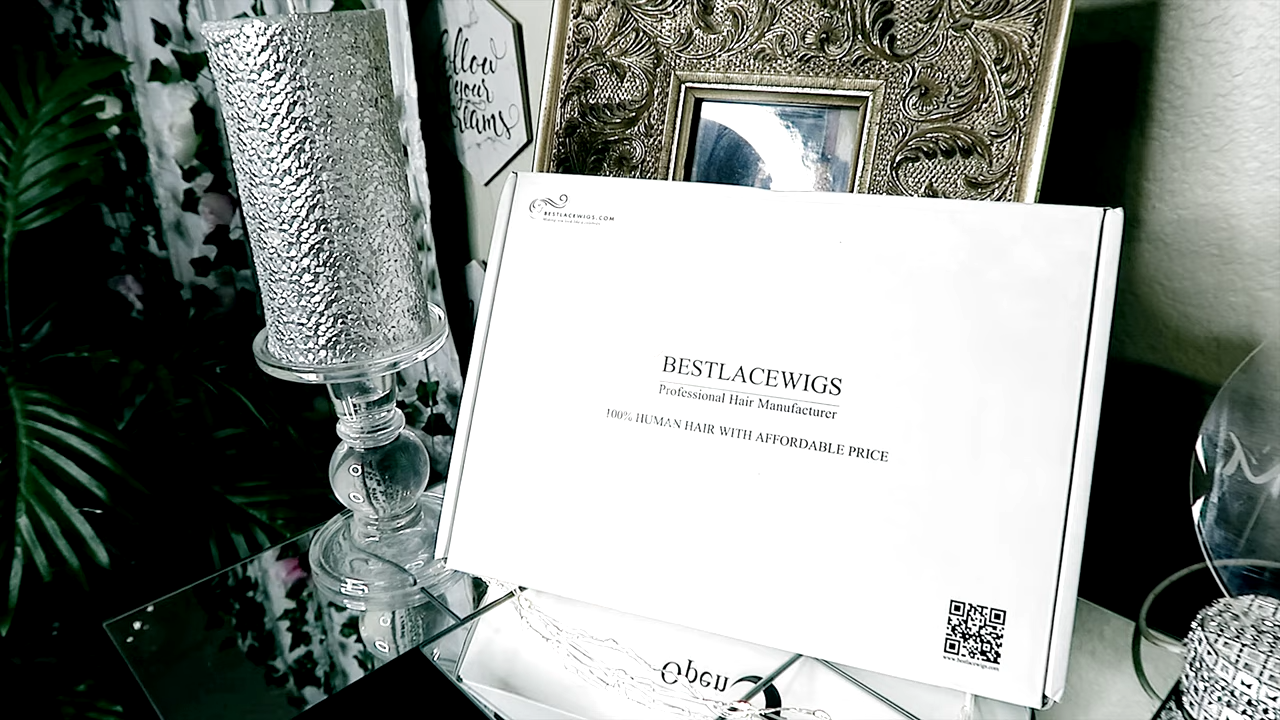 follow
your
dreams
BESTLACEWIGS.COM
BESTLACEWIGS
Professional Hair Manufacturer
100% HUMAN HAIR WITH AFFORDABLE PRICE
www.bestlacewigs.com
Open